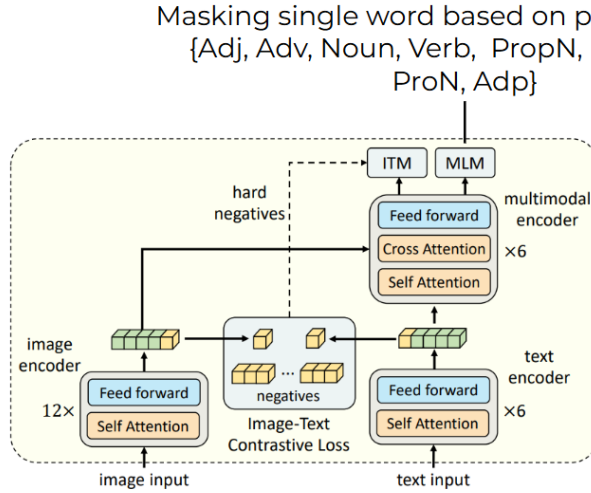 Masking single word based on p
{Adj, Adv, Noun, Verb, PropN,
ProN, Adp}
ITM
MLM
hard
negatives
multimodal
encoder
Feed forward
Cross Attention
×6
Self Attention
image
encoder
Feed forward
12×
Self Attention
negatives
Image-Text
Contrastive Loss
text
encoder
Feed forward
×6
Self Attention
image input
text input